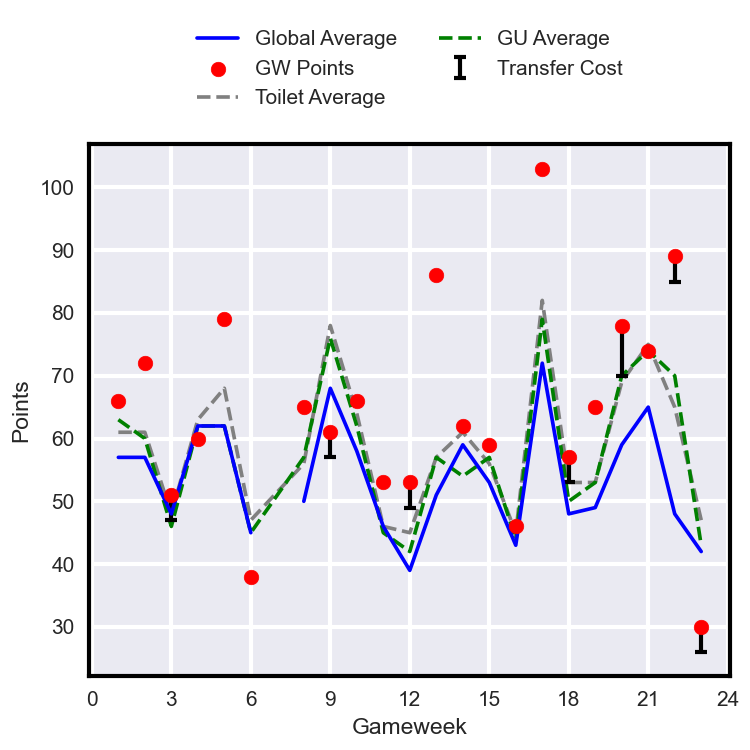 Global Average
GW Points
Toilet Average
GU Average
Transfer Cost
100
90
80
70
60
50
40
30
Points
0 3 6 9 12 15 18 21 24
Gameweek